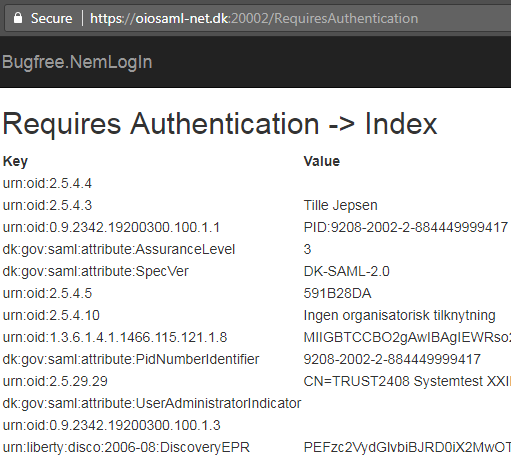 Secure | https://oiosaml-net.dk:20002/RequiresAuthentication
Bugfree.NemLogIn
Requires Authentication -> Index
Key Value
urn:oid:2.5.4.4
urn:oid:2.5.4.3 Tille Jepsen
urn:oid:0.9.2342.19200300.100.1.1 PID:9208-2002-2-884449999417
dk:gov:saml:attribute:AssuranceLevel 3
dk:gov:saml:attribute:SpecVer DK-SAML-2.0
urn:oid:2.5.4.5 591B28DA
urn:oid:2.5.4.10 Ingen organisatorisk tilknytning
urn:oid:1.3.6.1.4.1.1466.115.121.1.8 MIIGBTCCBO2gAwIBAgIEWRso2
dk:gov:saml:attribute:PidNumberIdentifier 9208-2002-2-884449999417
urn:oid:2.5.29.29 CN=TRUST2408 Systemtest XXII
dk:gov:saml:attribute:UserAdministratorIndicator
urn:oid:0.9.2342.19200300.100.1.3
urn:liberty:disco:2006-08:DiscoveryEPR PEFzc2VydGlvbiBJRD0iX2MwOT